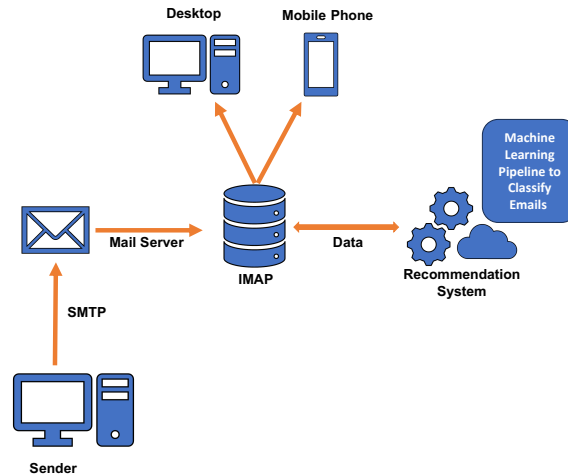 Desktop
Mobile Phone
Machine
Learning
Pipeline to
Classify
Emails
Mail Server
Data
IMAP
Recommendation
System
SMTP
Sender